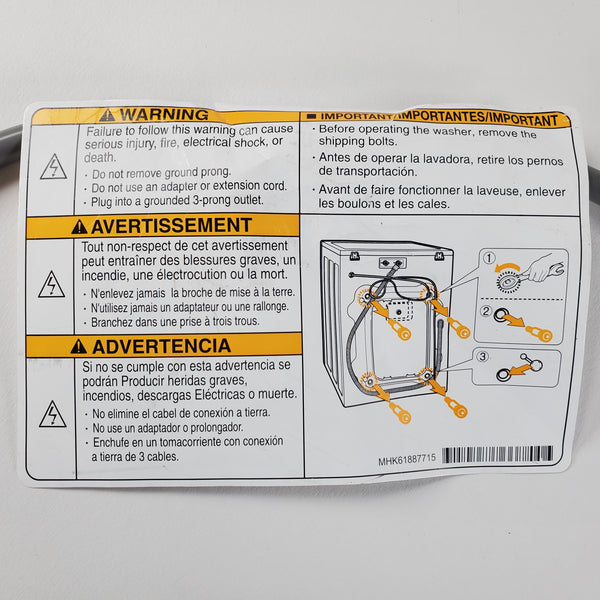 ⚠ WARNING
Failure to follow this warning can cause
serious injury, fire, electrical shock, or
death.
· Do not remove ground prong.
· Do not use an adapter or extension cord.
· Plug into a grounded 3-prong outlet.
⚠ AVERTISSEMENT
Tout non-respect de cet avertissement
peut entraîner des blessures graves, un
incendie, une électrocution ou la mort.
· N'enlevez jamais la broche de mise à la terre.
· N'utilisez jamais un adaptateur ou une rallonge.
· Branchez dans une prise à trois trous.
⚠ ADVERTENCIA
Si no se cumple con esta advertencia se
podrán Producir heridas graves,
incendios, descargas Eléctricas o muerte.
· No elimine el cabel de conexión a tierra.
· No use un adaptador o prolongador.
· Enchufe en un tomacorriente con conexión
a tierra de 3 cables.
■ IMPORTANT/IMPORTANTES/IMPORTANT
· Before operating the washer, remove the
shipping bolts.
· Antes de operar la lavadora, retire los pernos
de transportación.
· Avant de faire fonctionner la laveuse, enlever
les boulons et les cales.
①
②
③
MHK61887715